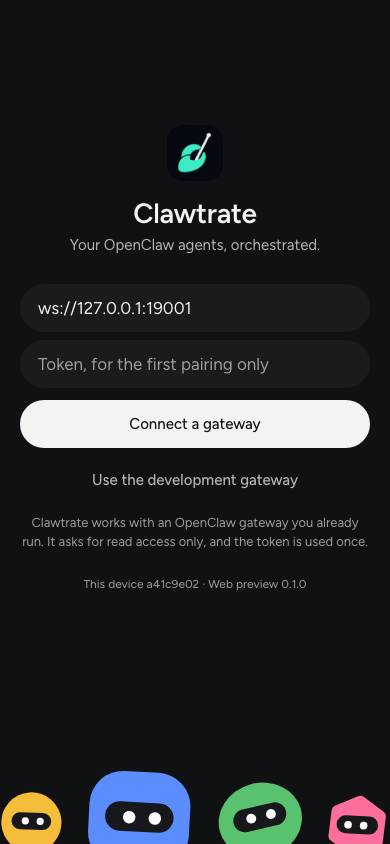 Clawtrate
Your OpenClaw agents, orchestrated.
ws://127.0.0.1:19001
Token, for the first pairing only
Connect a gateway
Use the development gateway
Clawtrate works with an OpenClaw gateway you already
run. It asks for read access only, and the token is used once.
This device a41c9e02 · Web preview 0.1.0